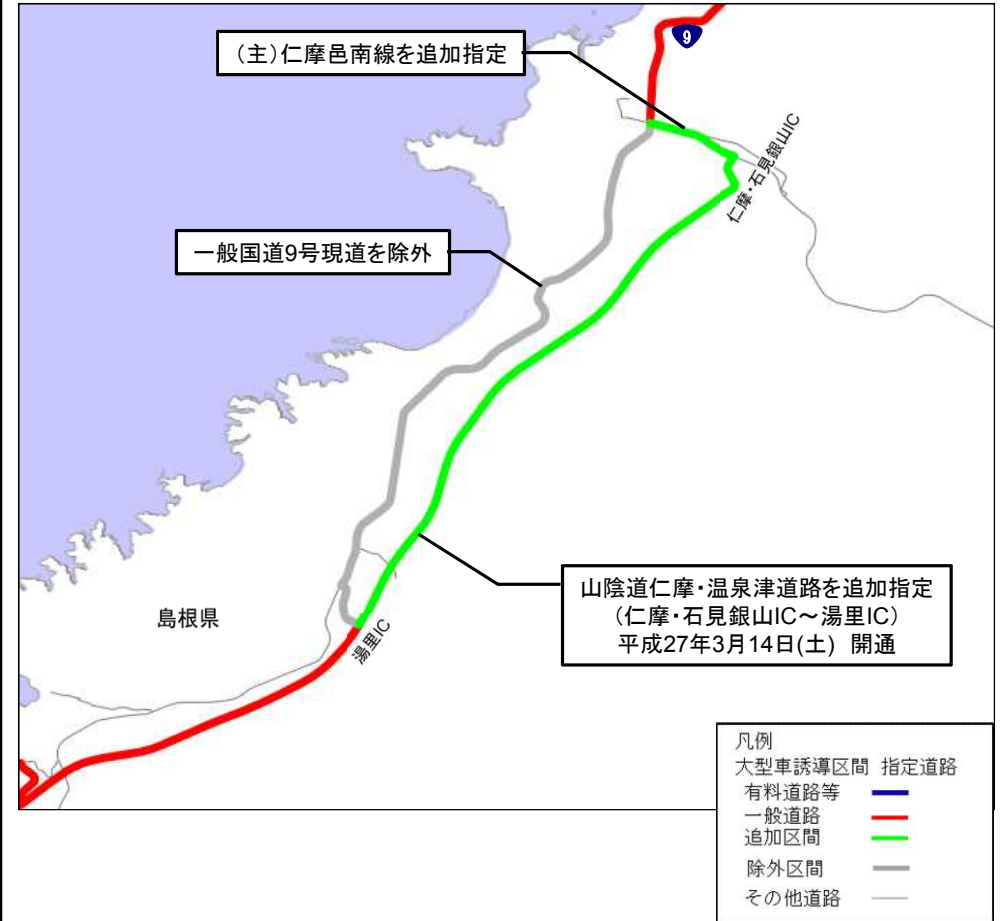 9
(主)仁摩邑南線を追加指定
仁摩・石見銀山IC
一般国道9号現道を除外
山陰道仁摩・温泉津道路を追加指定
(仁摩・石見銀山IC～湯里IC)
平成27年3月14日(土) 開通
島根県
湯里IC
凡例
大型車誘導区間 指定道路
有料道路等
一般道路
追加区間
除外区間
その他道路